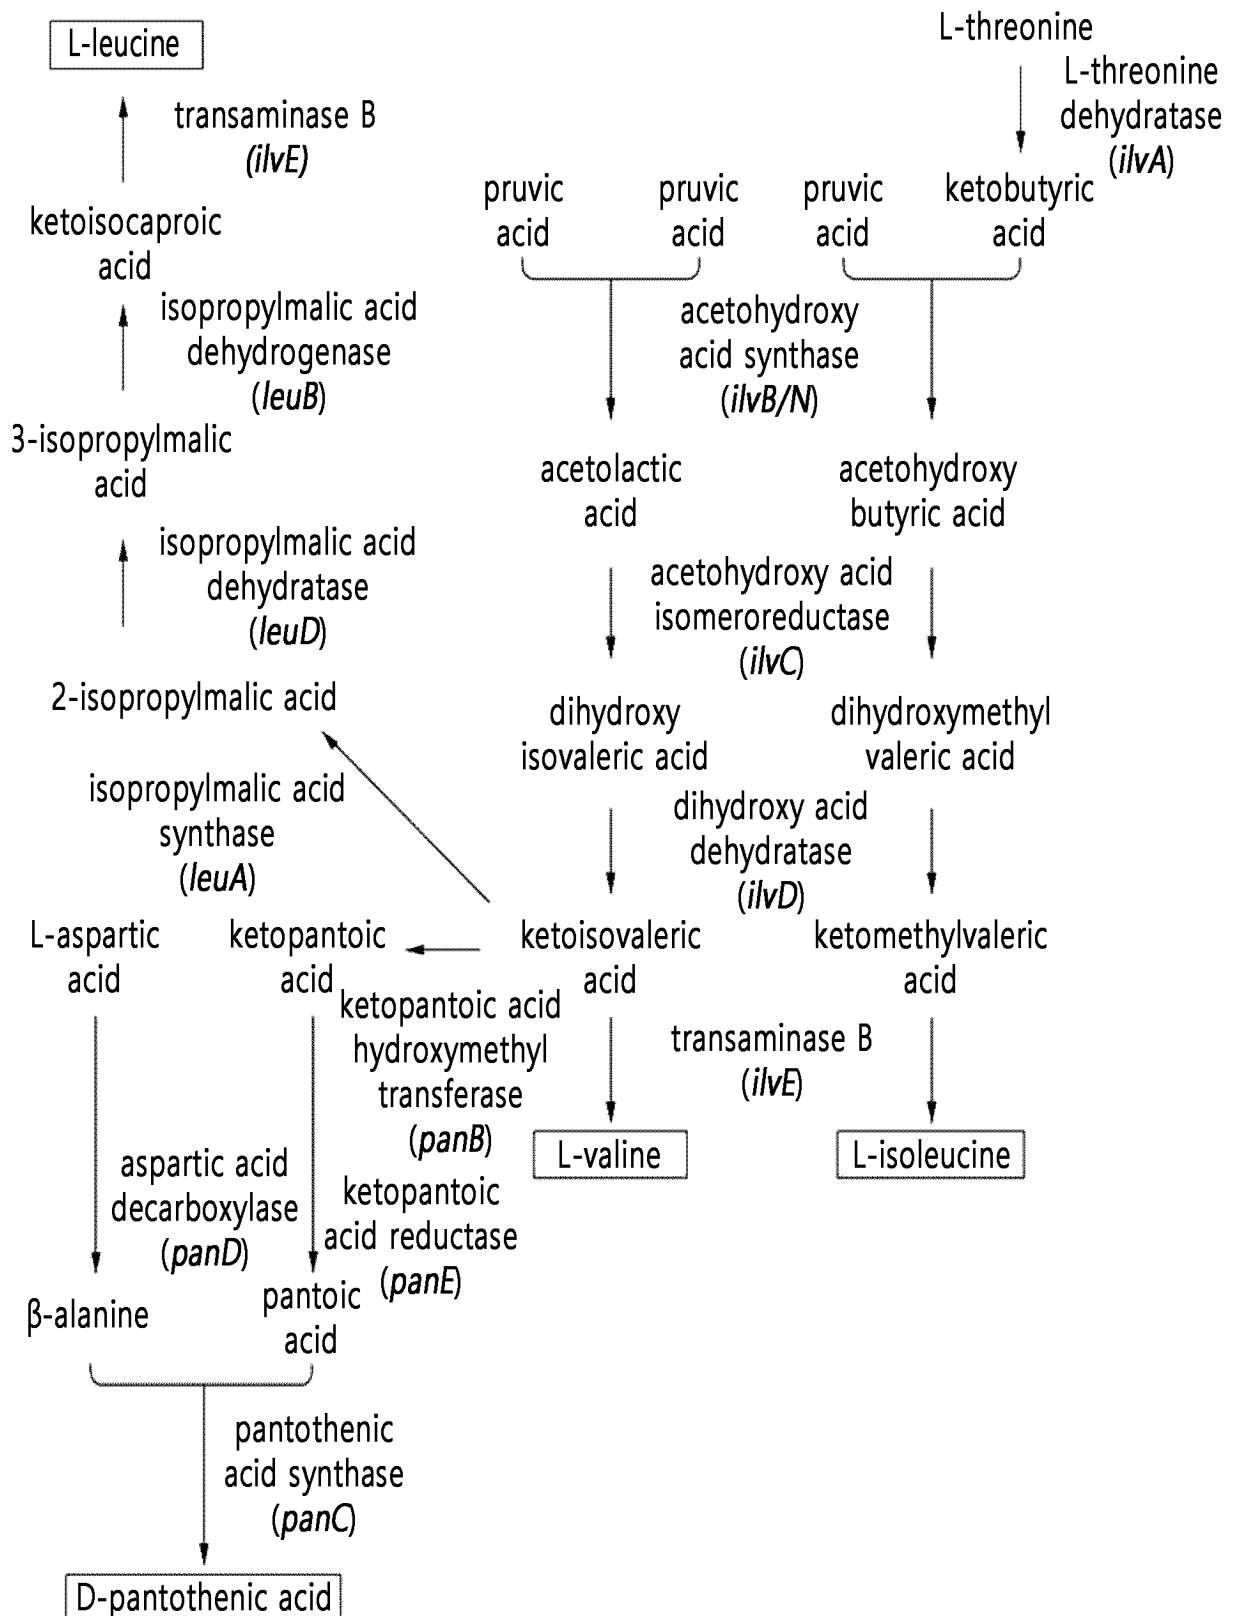 L-leucine
transaminase B
(ilvE)
ketoisocaproic
acid
isopropylmalic acid
dehydrogenase
(leuB)
3-isopropylmalic
acid
isopropylmalic acid
dehydratase
(leuD)
2-isopropylmalic acid
isopropylmalic acid
synthase
(leuA)
L-threonine
L-threonine
dehydratase
(ilvA)
pruvic
acid
pruvic
acid
pruvic
acid
ketobutyric
acid
acetohydroxy
acid synthase
(ilvB/N)
acetolactic
acid
acetohydroxy
butyric acid
acetohydroxy acid
isomeroreductase
(ilvC)
dihydroxy
isovaleric acid
dihydroxymethyl
valeric acid
dihydroxy acid
dehydratase
(ilvD)
L-aspartic
acid
ketopantoic
acid
ketoisovaleric
acid
ketomethylvaleric
acid
ketopantoic acid
hydroxymethyl
transferase
(panB)
transaminase B
(ilvE)
L-valine
L-isoleucine
aspartic acid
decarboxylase
(panD)
ketopantoic
acid reductase
(panE)
β-alanine
pantoic
acid
pantothenic
acid synthase
(panC)
D-pantothenic acid